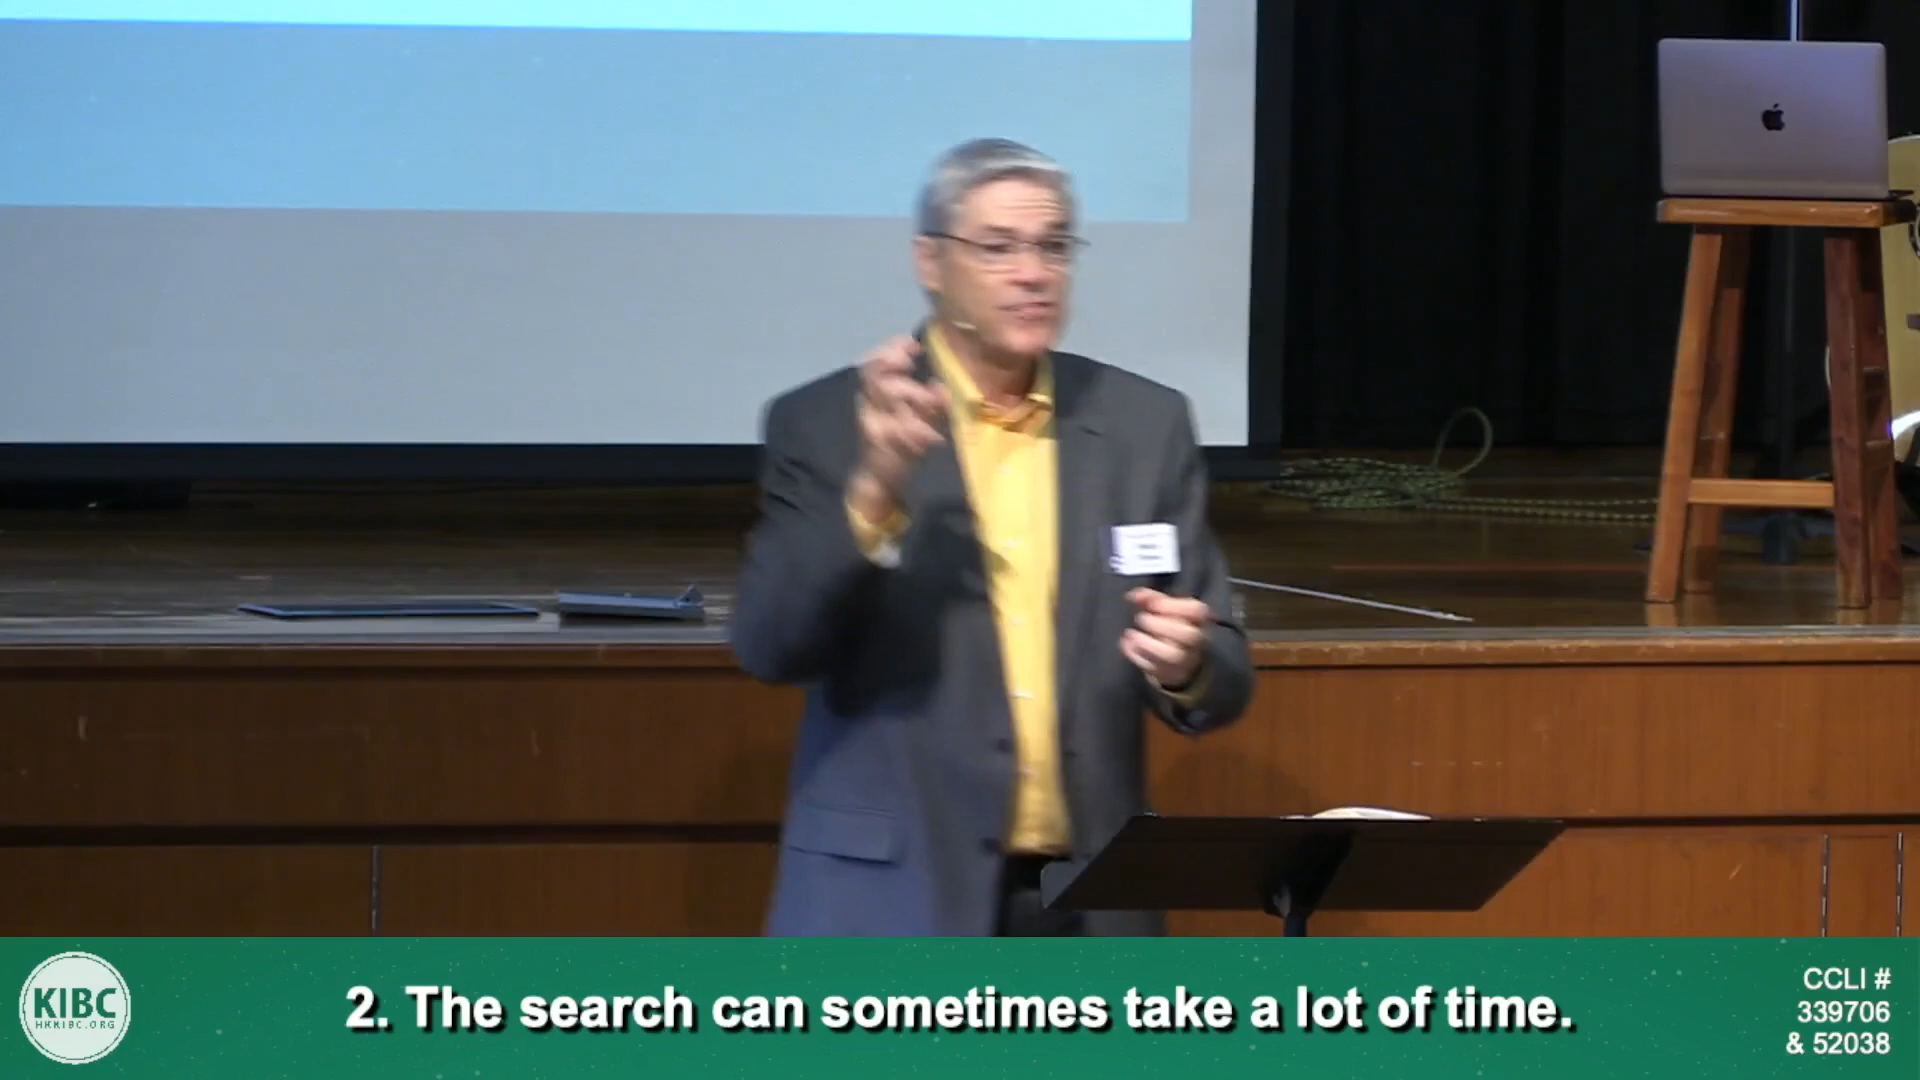 KIBC
HKKIBC.ORG
2. The search can sometimes take a lot of time.
CCLI #
339706
& 52038